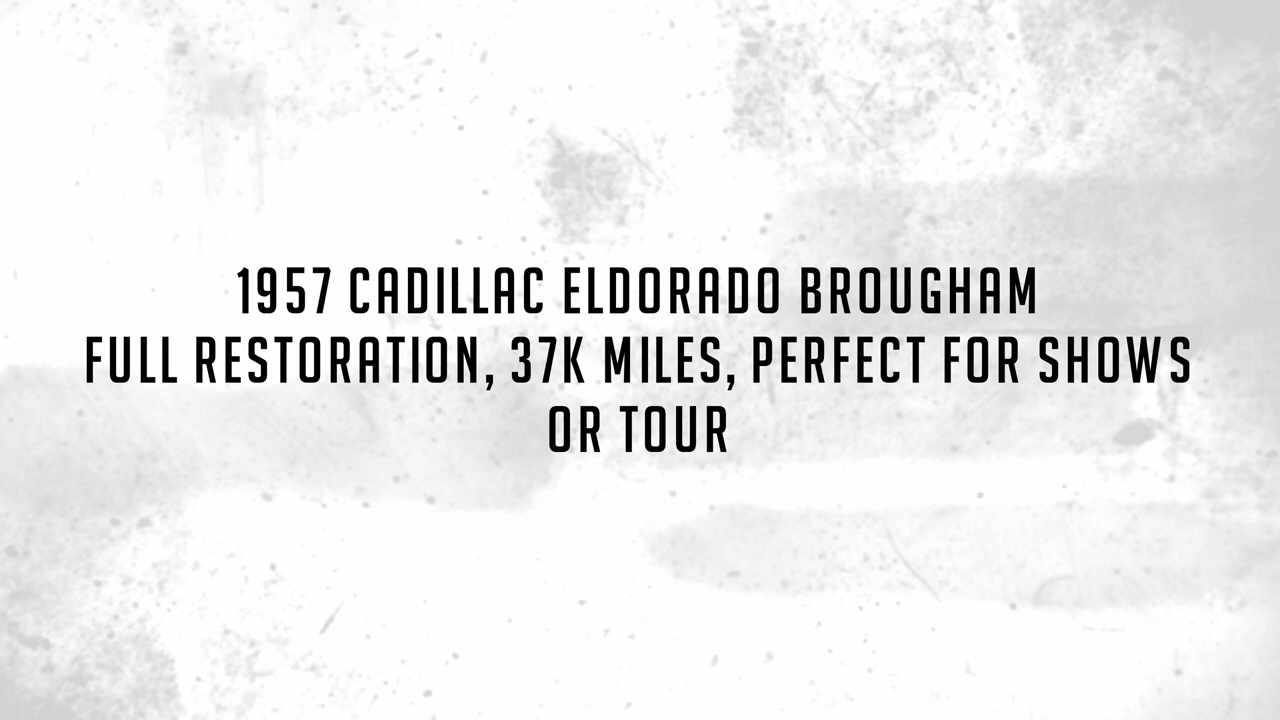 1957 CADILLAC ELDORADO BROUGHAM
FULL RESTORATION, 37K MILES, PERFECT FOR SHOWS
OR TOUR